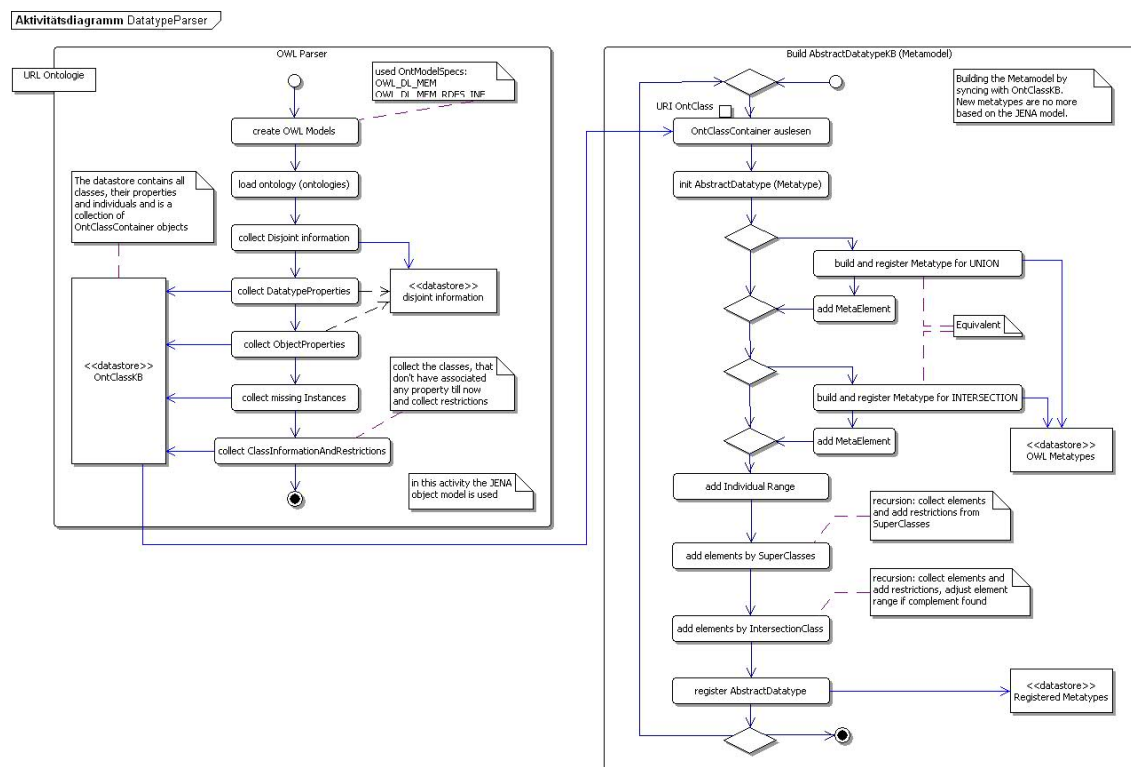 Aktivitätsdiagramm DatatypeParser
OWL Parser
URL Ontologie
used OntModelSpecs:
OWL_DL_MEM
OWL_DL_MEM_RDFS_INF
create OWL Models
load ontology (ontologies)
The datastore contains all
classes, their properties
and individuals and is a
collection of
OntClassContainer objects
collect Disjoint information
collect DatatypeProperties
<<datastore>>
disjoint information
collect ObjectProperties
<<datastore>>
OntClassKB
collect the classes, that
don't have associated
any property till now
and collect restrictions
collect missing Instances
collect ClassInformationAndRestrictions
in this activity the JENA
object model is used
Build AbstractDatatypeKB (Metamodel)
Building the Metamodel by
syncing with OntClassKB.
New metatypes are no more
based on the JENA model.
URI OntClass
OntClassContainer auslesen
init AbstractDatatype (Metatype)
build and register Metatype for UNION
add MetaElement
Equivalent
build and register Metatype for INTERSECTION
add MetaElement
<<datastore>>
OWL Metatypes
add Individual Range
recursion: collect elements
and add restrictions from
SuperClasses
add elements by SuperClasses
recursion: collect elements and
add restrictions, adjust element
range if complement found
add elements by IntersectionClass
register AbstractDatatype
<<datastore>>
Registered Metatypes